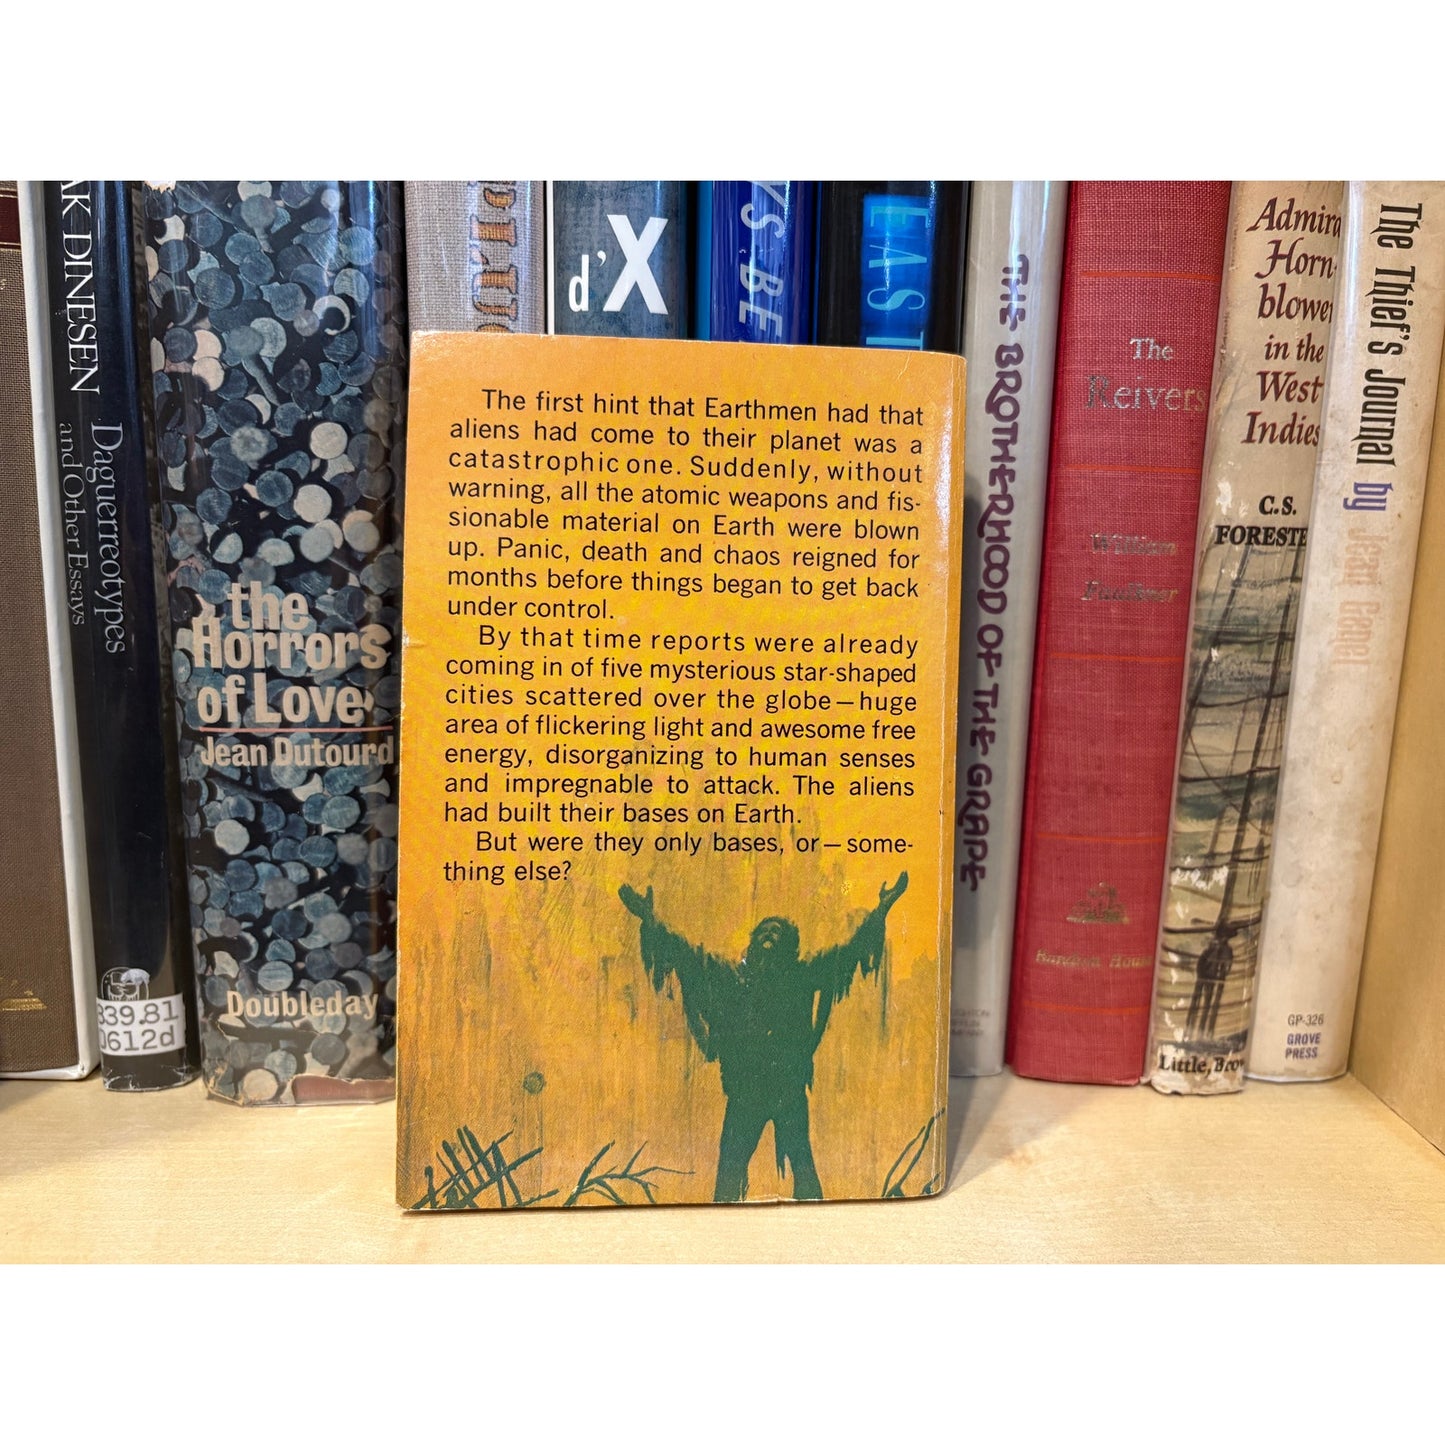 AK DINESEN
Daguerreotypes
and Other Essays
839.81
D612d
the
Horrors
of Love
Jean Dutourd
Doubleday
d'X
YS BE
EAST
The first hint that Earthmen had that
aliens had come to their planet was a
catastrophic one. Suddenly, without
warning, all the atomic weapons and fis-
sionable material on Earth were blown
up. Panic, death and chaos reigned for
months before things began to get back
under control.
By that time reports were already
coming in of five mysterious star-shaped
cities scattered over the globe—huge
area of flickering light and awesome free
energy, disorganizing to human senses
and impregnable to attack. The aliens
had built their bases on Earth.
But were they only bases, or—some-
thing else?
THE BROTHERHOOD OF THE GRAPE
The
Reivers
William
Faulkner
Random House
Admira
Horn-
blower
in the
West
Indies
C.S.
FORESTE
Little, Brow
The Thief's Journal by Jean Genet
GP-326
GROVE
PRESS